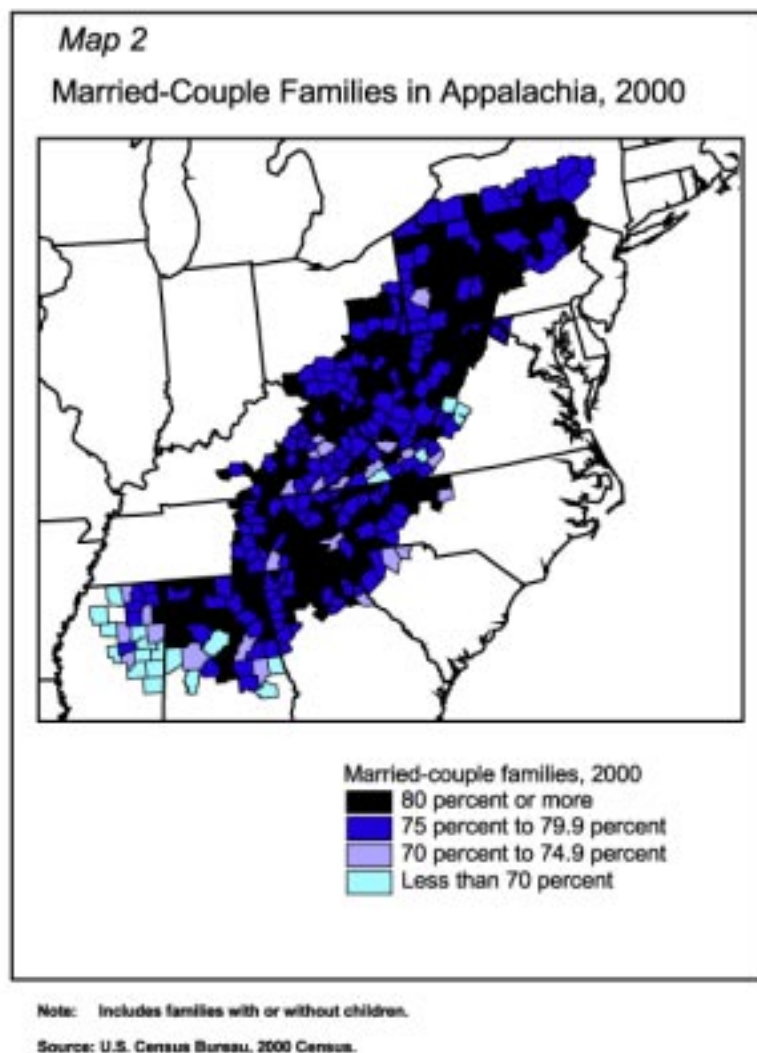 Map 2
Married-Couple Families in Appalachia, 2000
Married-couple families, 2000
80 percent or more
75 percent to 79.9 percent
70 percent to 74.9 percent
Less than 70 percent
Note: Includes families with or without children.
Source: U.S. Census Bureau, 2000 Census.